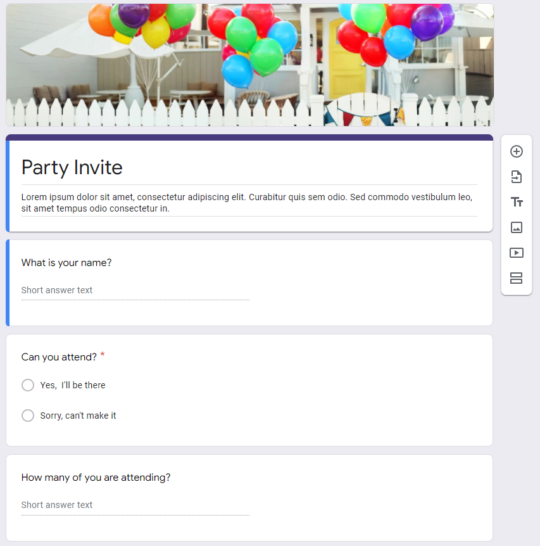 Party Invite
Lorem ipsum dolor sit amet, consectetur adipiscing elit. Curabitur quis sem odio. Sed commodo vestibulum leo,
sit amet tempus odio consectetur in.
What is your name?
Short answer text
Can you attend? *
Yes, I'll be there
Sorry, can't make it
How many of you are attending?
Short answer text